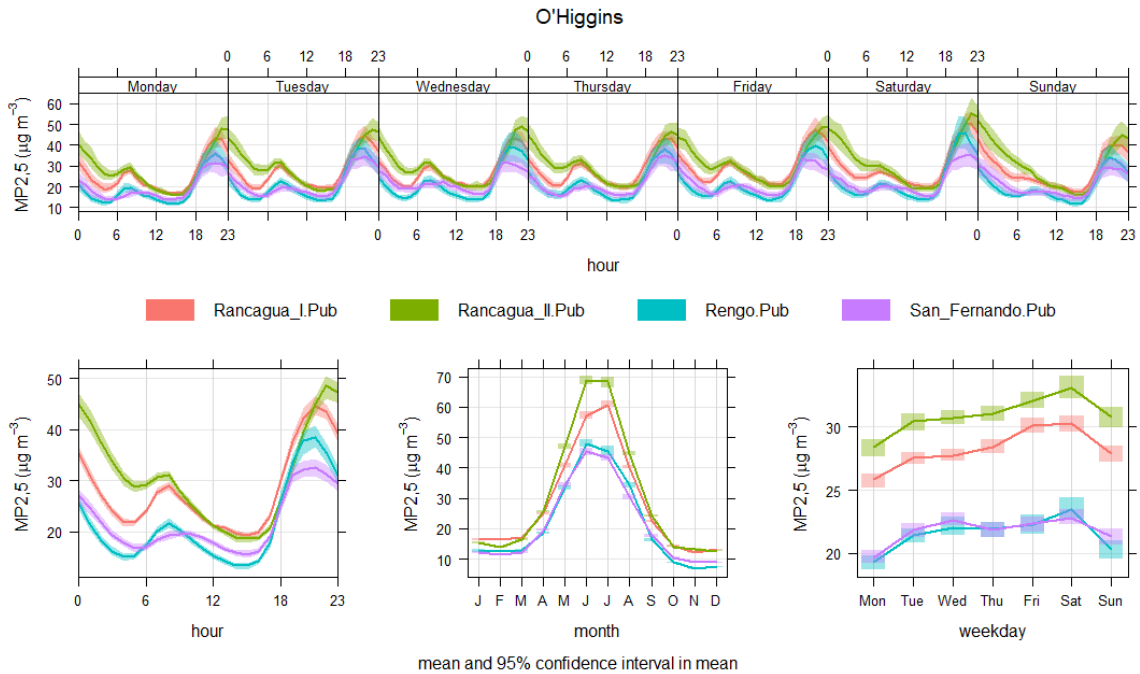 O'Higgins
0 6 12 18 23 0 6 12 18 23 0 6 12 18 23
Monday Tuesday Wednesday Thursday Friday Saturday Sunday
MP2,5 (µg m⁻³)
60
50
40
30
20
10
0 6 12 18 23 0 6 12 18 23 0 6 12 18 23 0 6 12 18 23
hour
Rancagua_I.Pub Rancagua_II.Pub Rengo.Pub San_Fernando.Pub
MP2,5 (µg m⁻³)
50
40
30
20
0 6 12 18 23
hour
MP2,5 (µg m⁻³)
70
60
50
40
30
20
10
J F M A M J J A S O N D
month
MP2,5 (µg m⁻³)
30
25
20
Mon Tue Wed Thu Fri Sat Sun
weekday
mean and 95% confidence interval in mean